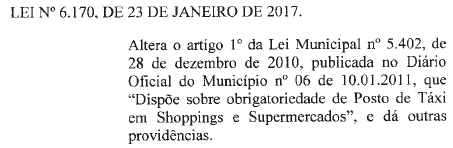 LEI Nº 6.170, DE 23 DE JANEIRO DE 2017.
Altera o artigo 1º da Lei Municipal nº 5.402, de
28 de dezembro de 2010, publicada no Diário
Oficial do Município nº 06 de 10.01.2011, que
“Dispõe sobre obrigatoriedade de Posto de Táxi
em Shoppings e Supermercados”, e dá outras
providências.